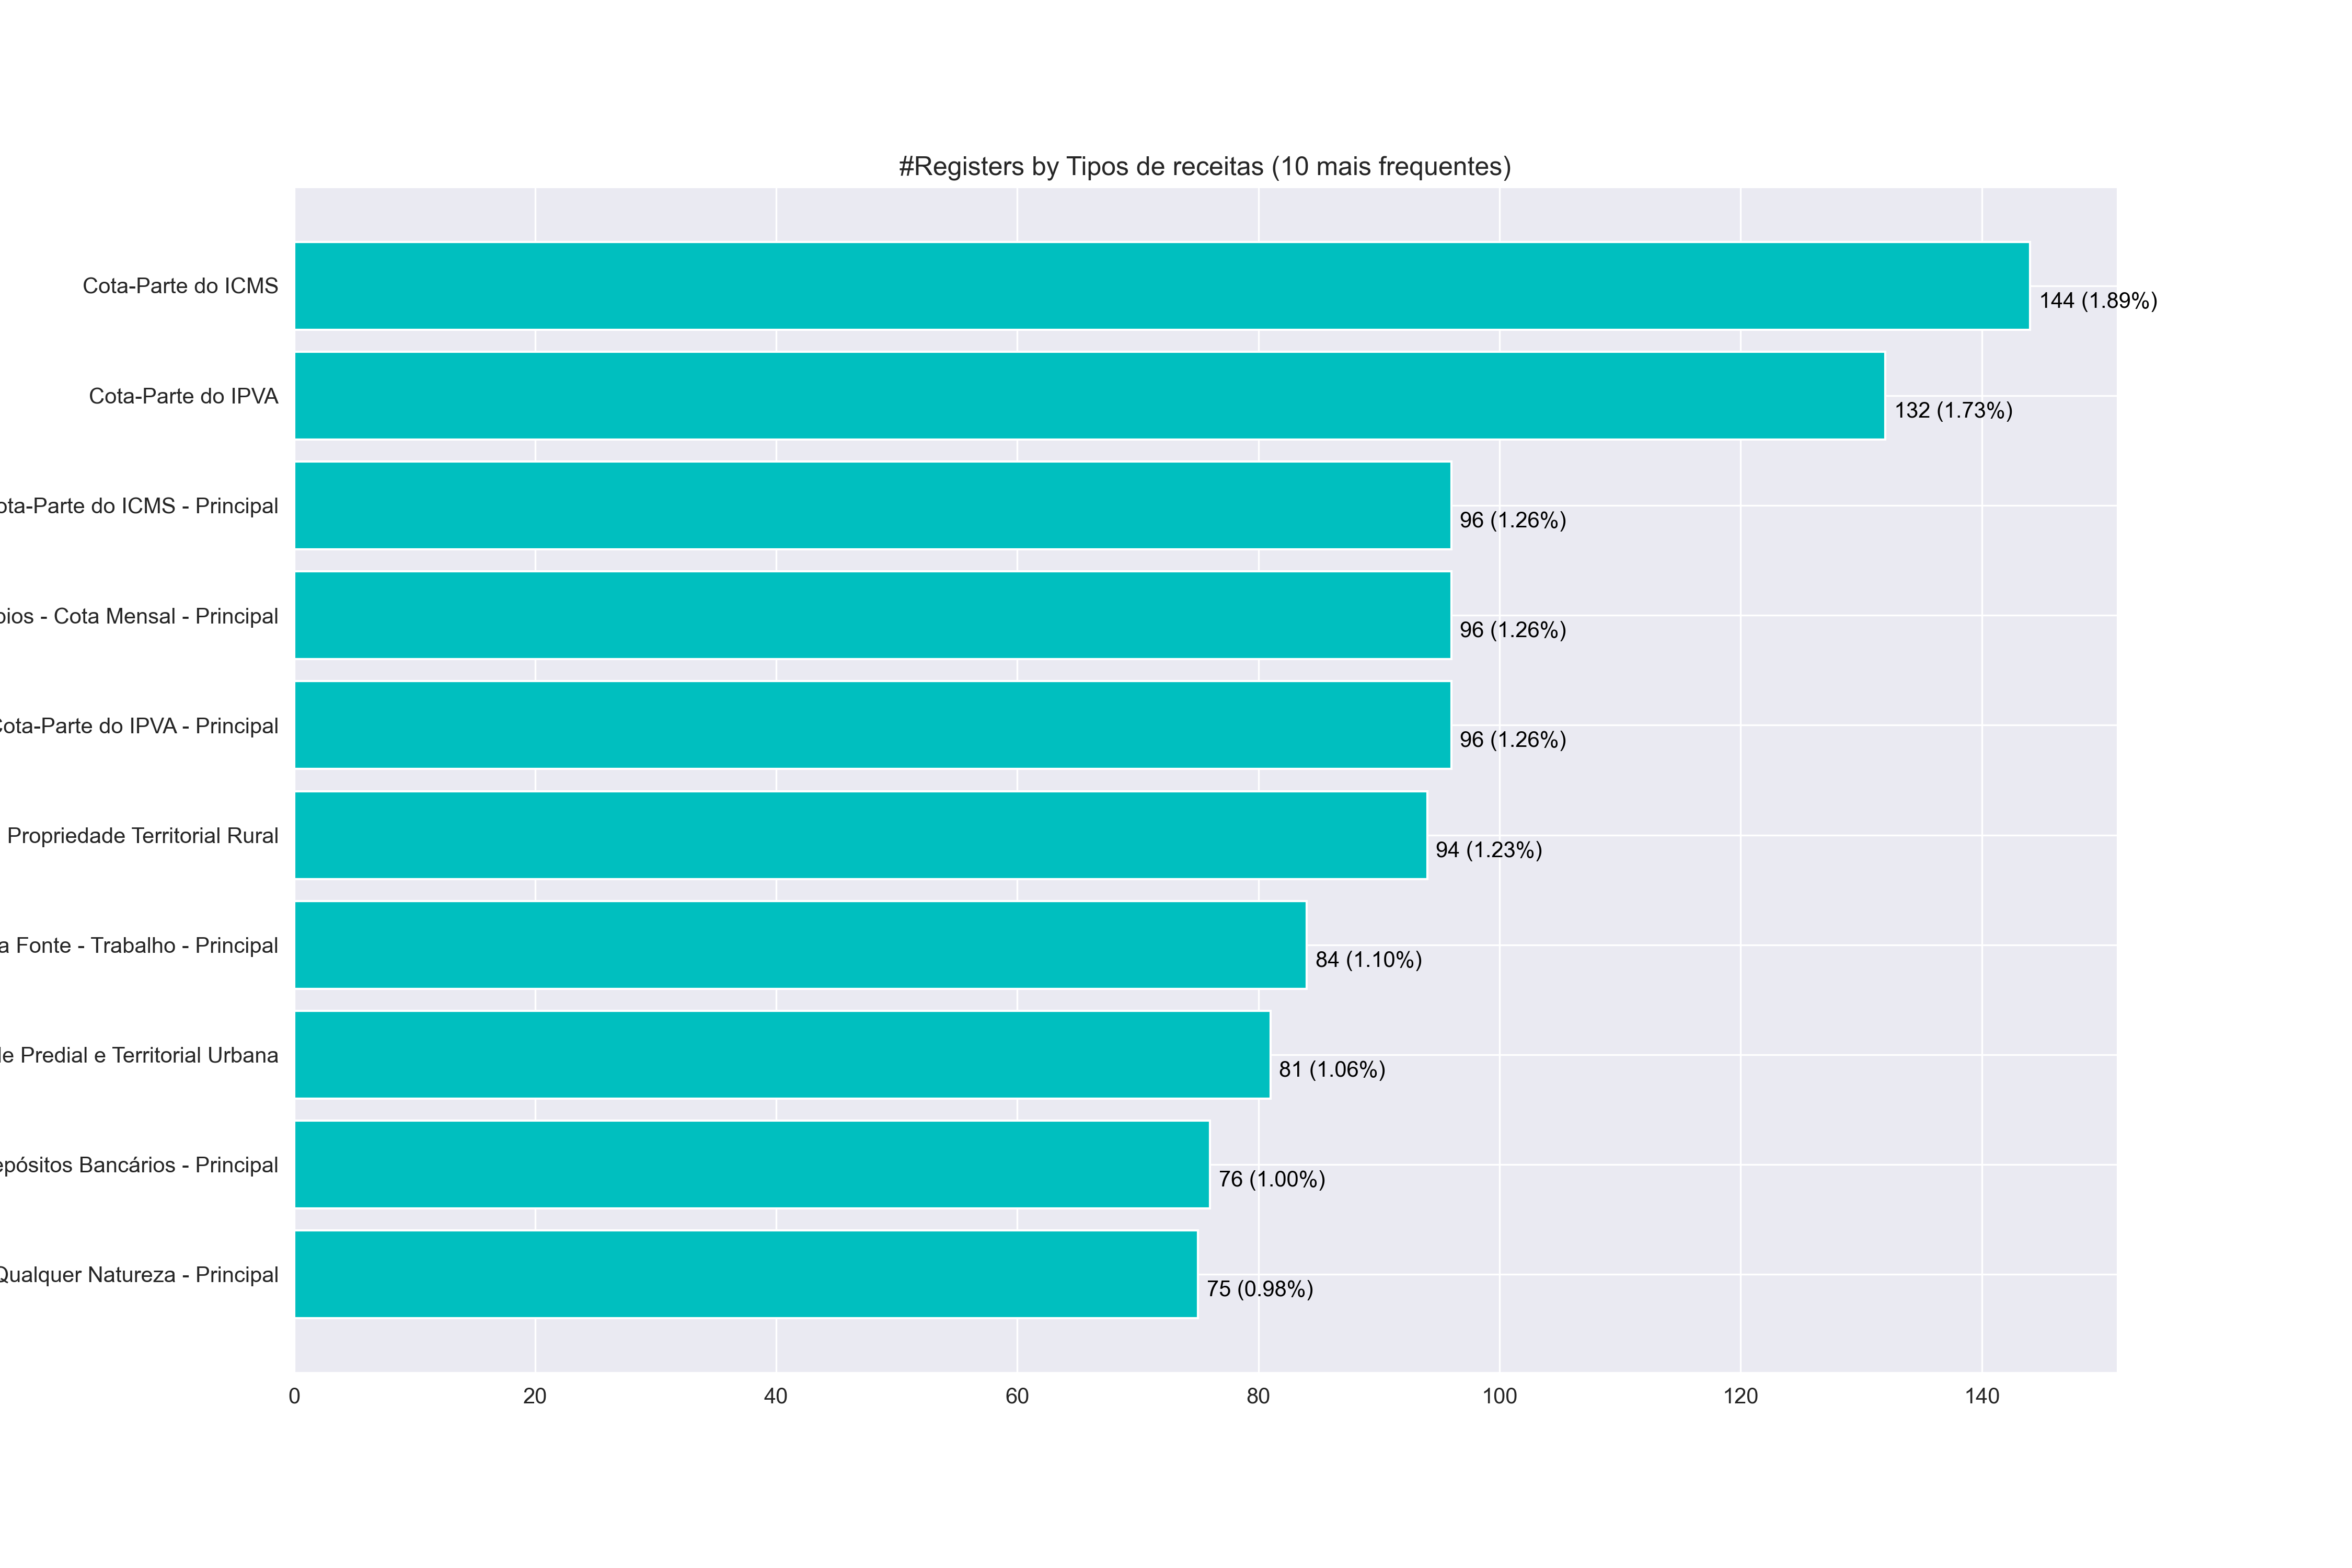 #Registers by Tipos de receitas (10 mais frequentes)
Cota-Parte do ICMS
144 (1.89%)
Cota-Parte do IPVA
132 (1.73%)
ota-Parte do ICMS - Principal
96 (1.26%)
ios - Cota Mensal - Principal
96 (1.26%)
Cota-Parte do IPVA - Principal
96 (1.26%)
Propriedade Territorial Rural
94 (1.23%)
a Fonte - Trabalho - Principal
84 (1.10%)
e Predial e Territorial Urbana
81 (1.06%)
epósitos Bancários - Principal
76 (1.00%)
Qualquer Natureza - Principal
75 (0.98%)
0 20 40 60 80 100 120 140